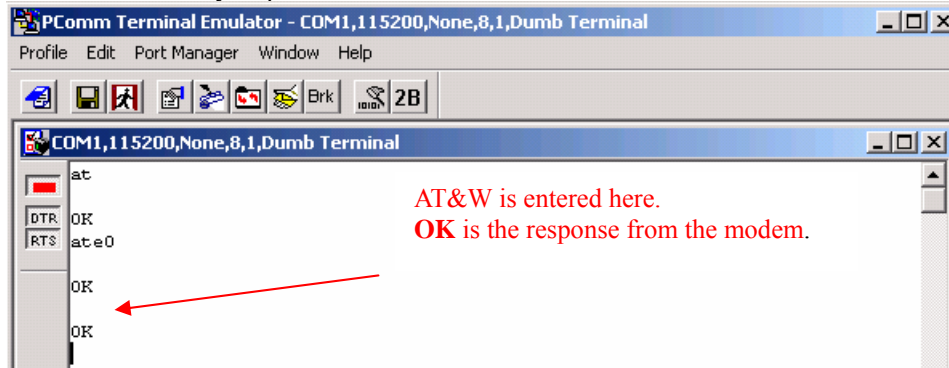 PComm Terminal Emulator - COM1,115200,None,8,1,Dumb Terminal
Profile Edit Port Manager Window Help
Brk 2B
COM1,115200,None,8,1,Dumb Terminal
at
DTR OK
RTS ate0
OK
OK
AT&W is entered here.
OK is the response from the modem.